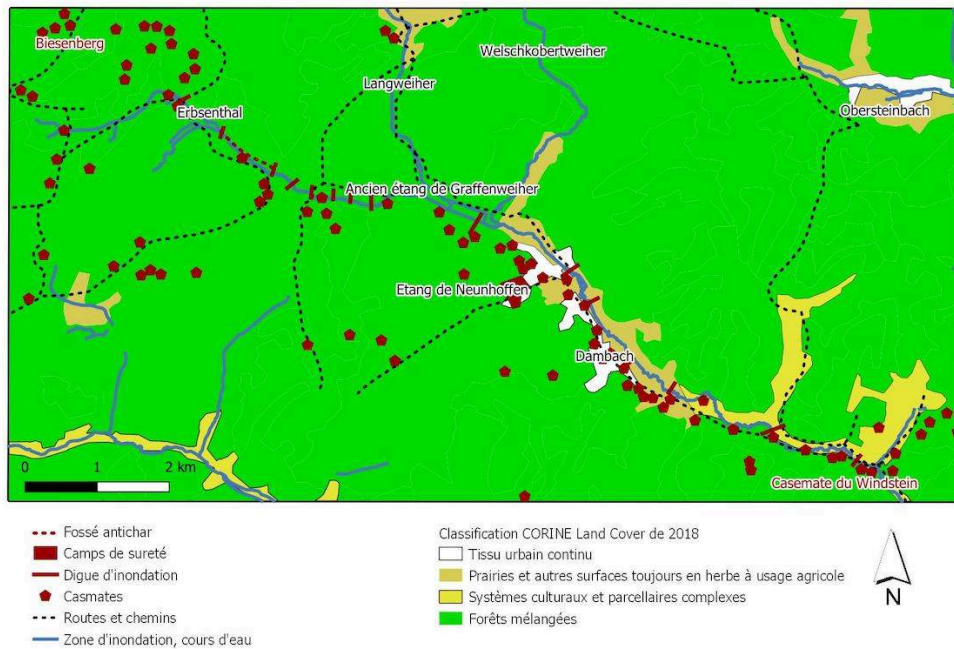 Biesenberg
Welschkobertweiher
Langweiher
Erbsenthal
Obersteinbach
Ancien étang de Graffenweiher
Etang de Neunhoffen
Dambach
Casemate du Windstein
0 1 2 km
Fossé antichar
Camps de sureté
Digue d'inondation
Casmates
Routes et chemins
Zone d'inondation, cours d'eau
Classification CORINE Land Cover de 2018
Tissu urbain continu
Prairies et autres surfaces toujours en herbe à usage agricole
Systèmes culturaux et parcellaires complexes
Forêts mélangées
N